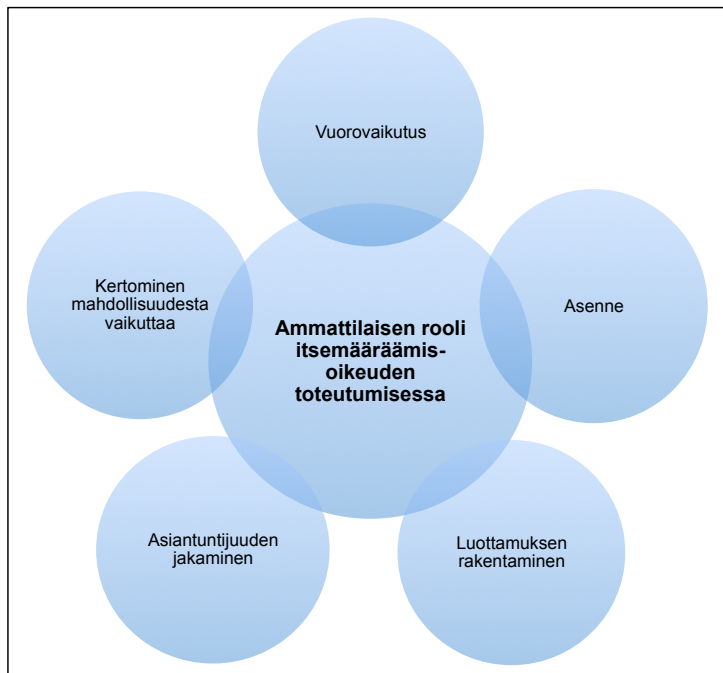 Vuorovaikutus
Kertominen
mahdollisuudesta
vaikuttaa
Asenne
Ammattilaisen rooli
itsemääräämis-
oikeuden
toteutumisessa
Asiantuntijuuden
jakaminen
Luottamuksen
rakentaminen